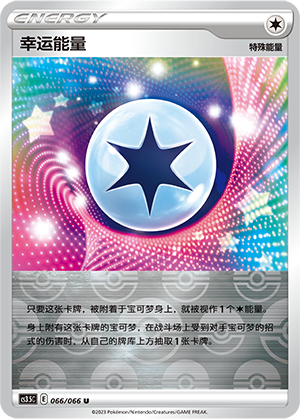 ENERGY
幸运能量
特殊能量
只要这张卡牌，被附着于宝可梦身上，就被视作1个能量。
身上附有这张卡牌的宝可梦，在战斗场上受到对手宝可梦的招
式的伤害时，从自己的牌库上方抽取1张卡牌。
CS35C E 066/066 U
©2023 Pokémon/Nintendo/Creatures/GAME FREAK.